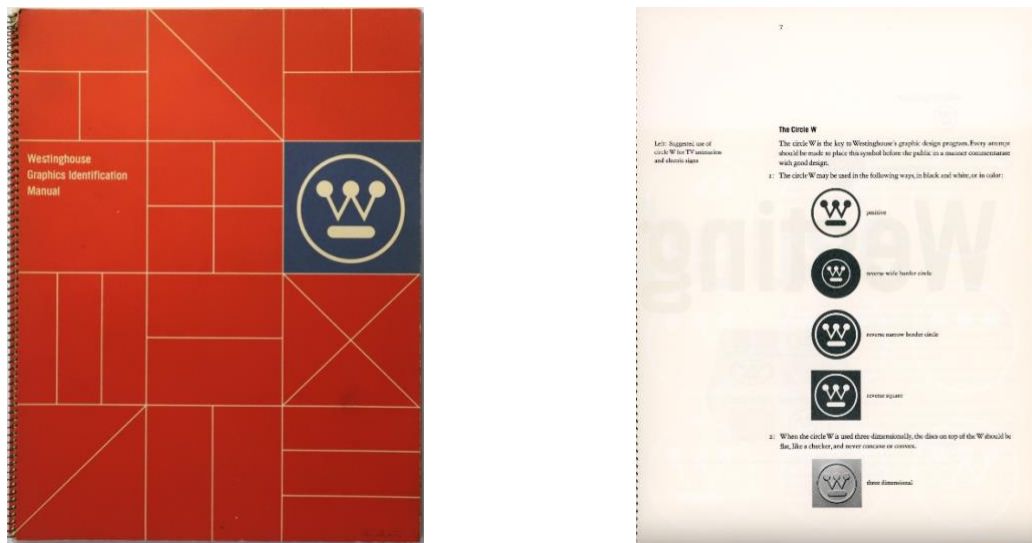 Westinghouse
Graphics Identification
Manual
7
The Circle W
Left: Suggested use of
circle W for TV animation
and electric signs
The circle W is the key to Westinghouse's graphic design program. Every attempt
should be made to place this symbol before the public in a manner commensurate
with good design.
1: The circle W may be used in the following ways, in black and white, or in color:
positive
reverse wide border circle
reverse narrow border circle
reverse square
2: When the circle W is used three dimensionally, the discs on top of the W should be
flat, like a checker, and never concave or convex.
three dimensional